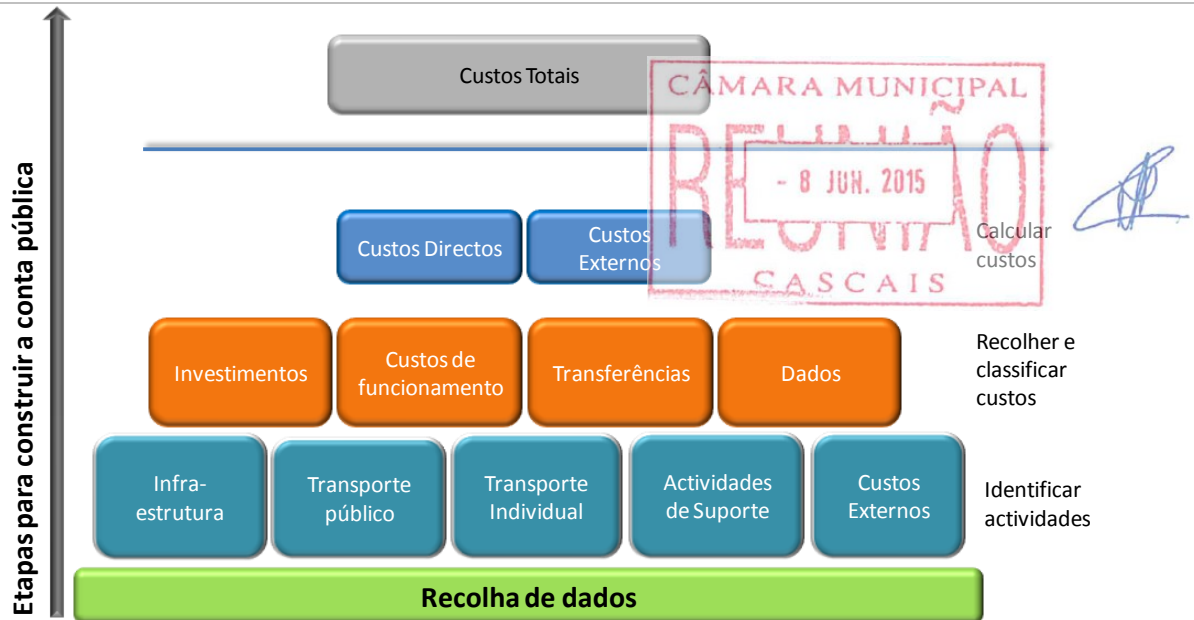 Etapas para construir a conta pública
Custos Totais
CÂMARA MUNICIPAL
REUNIÃO
- 8 JUN. 2015
CASCAIS
Custos Directos
Custos
Externos
Calcular
custos
Investimentos
Custos de
funcionamento
Transferências
Dados
Recolher e
classificar
custos
Infra-
estrutura
Transporte
público
Transporte
Individual
Actividades
de Suporte
Custos
Externos
Identificar
actividades
Recolha de dados